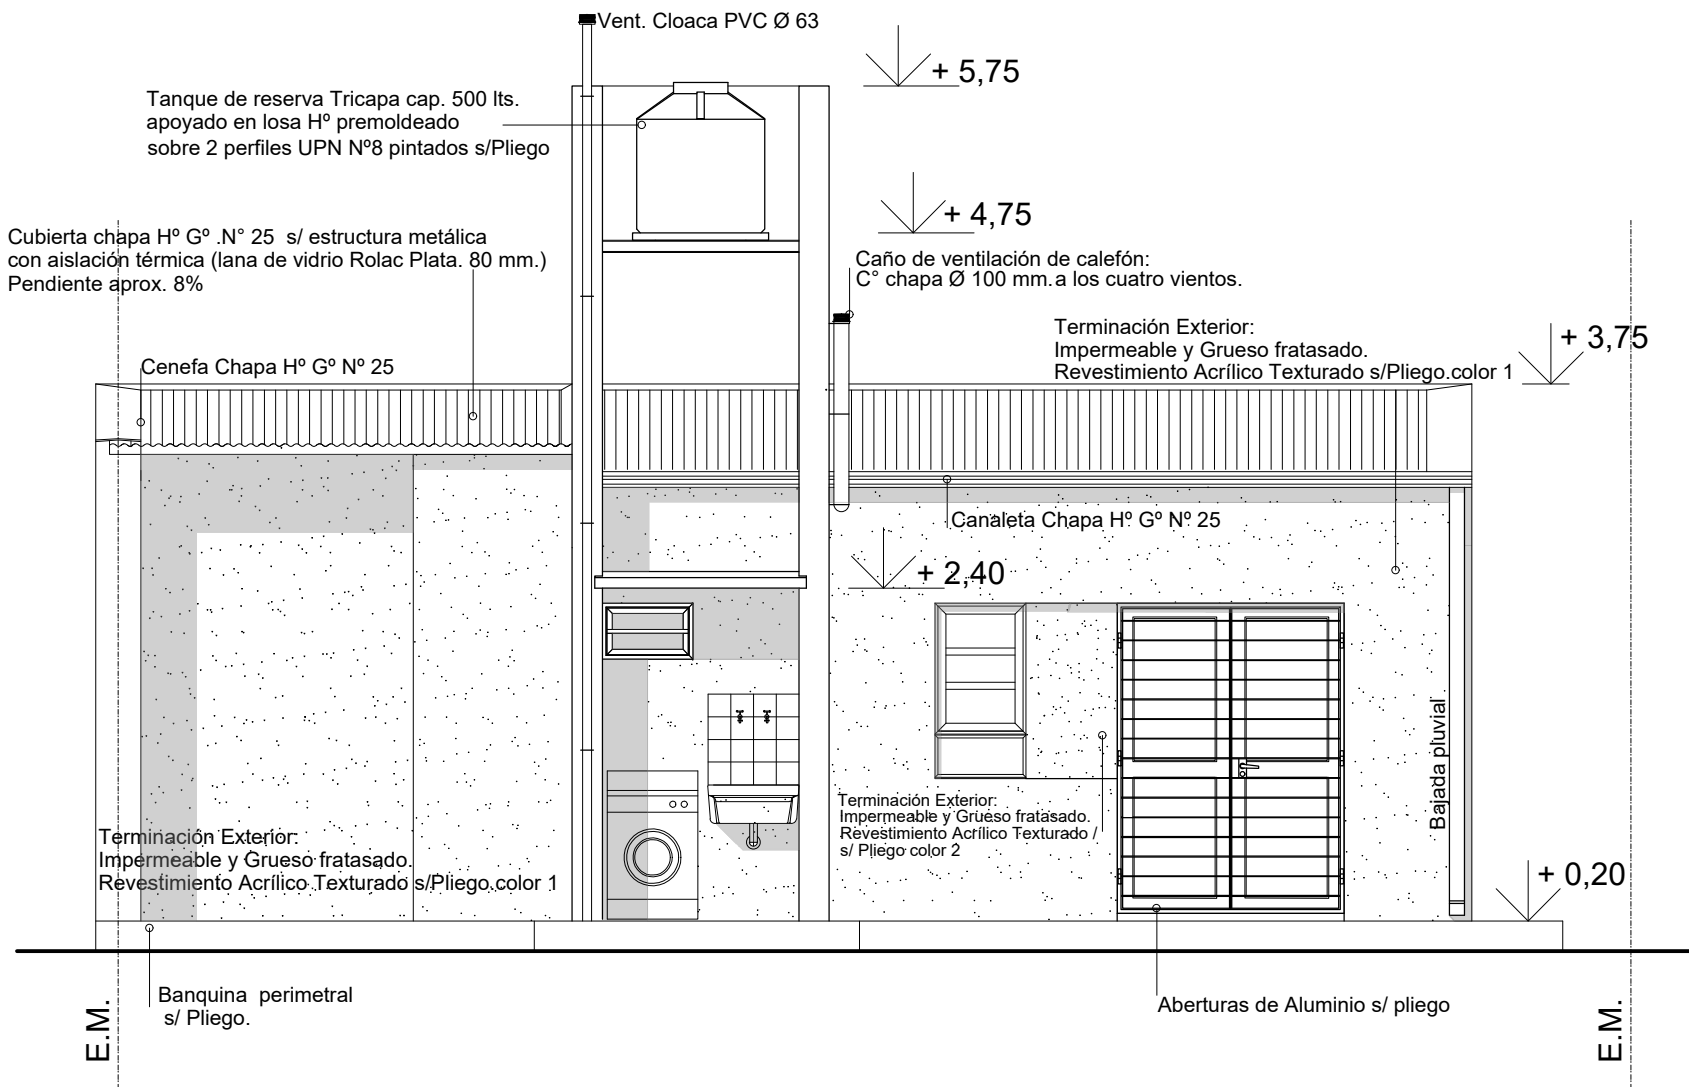 Vent. Cloaca PVC Ø 63
+ 5,75
Tanque de reserva Tricapa cap. 500 lts.
apoyado en losa Hº premoldeado
sobre 2 perfiles UPN Nº8 pintados s/Pliego
+ 4,75
Cubierta chapa Hº Gº .N° 25 s/ estructura metálica
con aislación térmica (lana de vidrio Rolac Plata. 80 mm.)
Pendiente aprox. 8%
Caño de ventilación de calefón:
C° chapa Ø 100 mm.a los cuatro vientos.
Terminación Exterior:
Impermeable y Grueso fratasado.
Revestimiento Acrílico Texturado s/Pliego.color 1
+ 3,75
Cenefa Chapa Hº Gº Nº 25
Canaleta Chapa Hº Gº Nº 25
+ 2,40
Bajada pluvial
Terminación Exterior:
Impermeable y Grueso fratasado.
Revestimiento Acrílico Texturado /
s/ Pliego color 2
Terminación Exterior:
Impermeable y Grueso fratasado.
Revestimiento Acrílico Texturado s/Pliego.color 1
+ 0,20
Banquina perimetral
s/ Pliego.
Aberturas de Aluminio s/ pliego
E.M.
E.M.